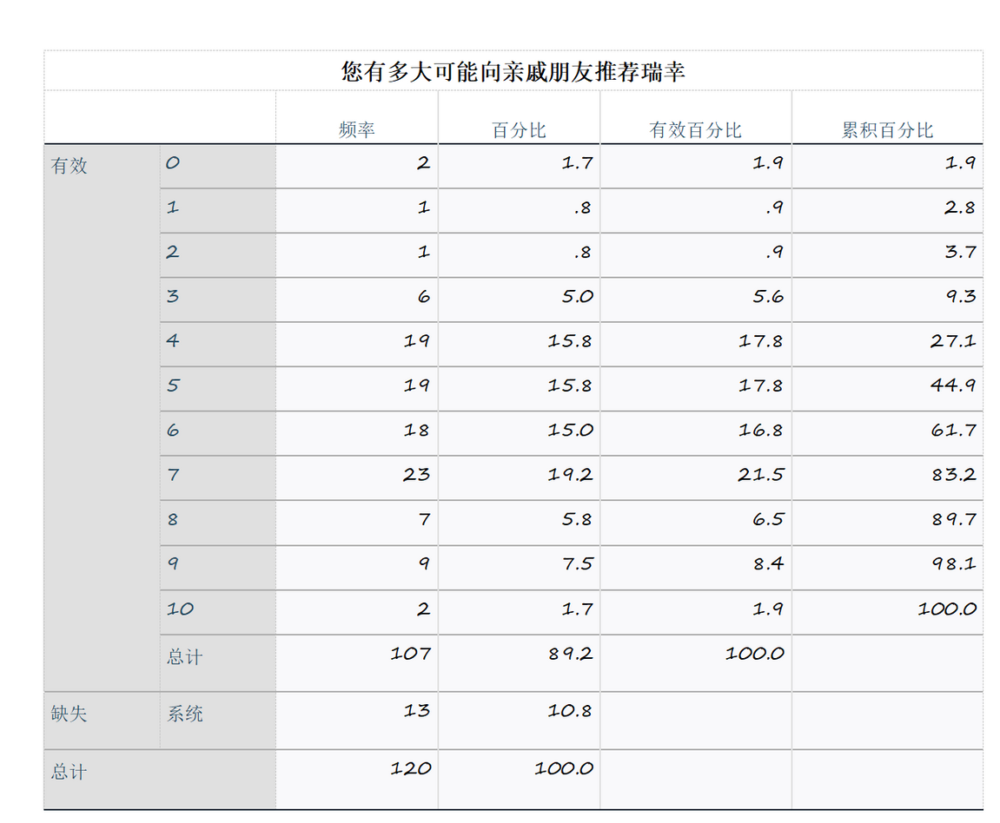 您有多大可能向亲戚朋友推荐瑞幸
频率 百分比 有效百分比 累积百分比
有效 0 2 1.7 1.9 1.9
1 1 .8 .9 2.8
2 1 .8 .9 3.7
3 6 5.0 5.6 9.3
4 19 15.8 17.8 27.1
5 19 15.8 17.8 44.9
6 18 15.0 16.8 61.7
7 23 19.2 21.5 83.2
8 7 5.8 6.5 89.7
9 9 7.5 8.4 98.1
10 2 1.7 1.9 100.0
总计 107 89.2 100.0
缺失 系统 13 10.8
总计 120 100.0